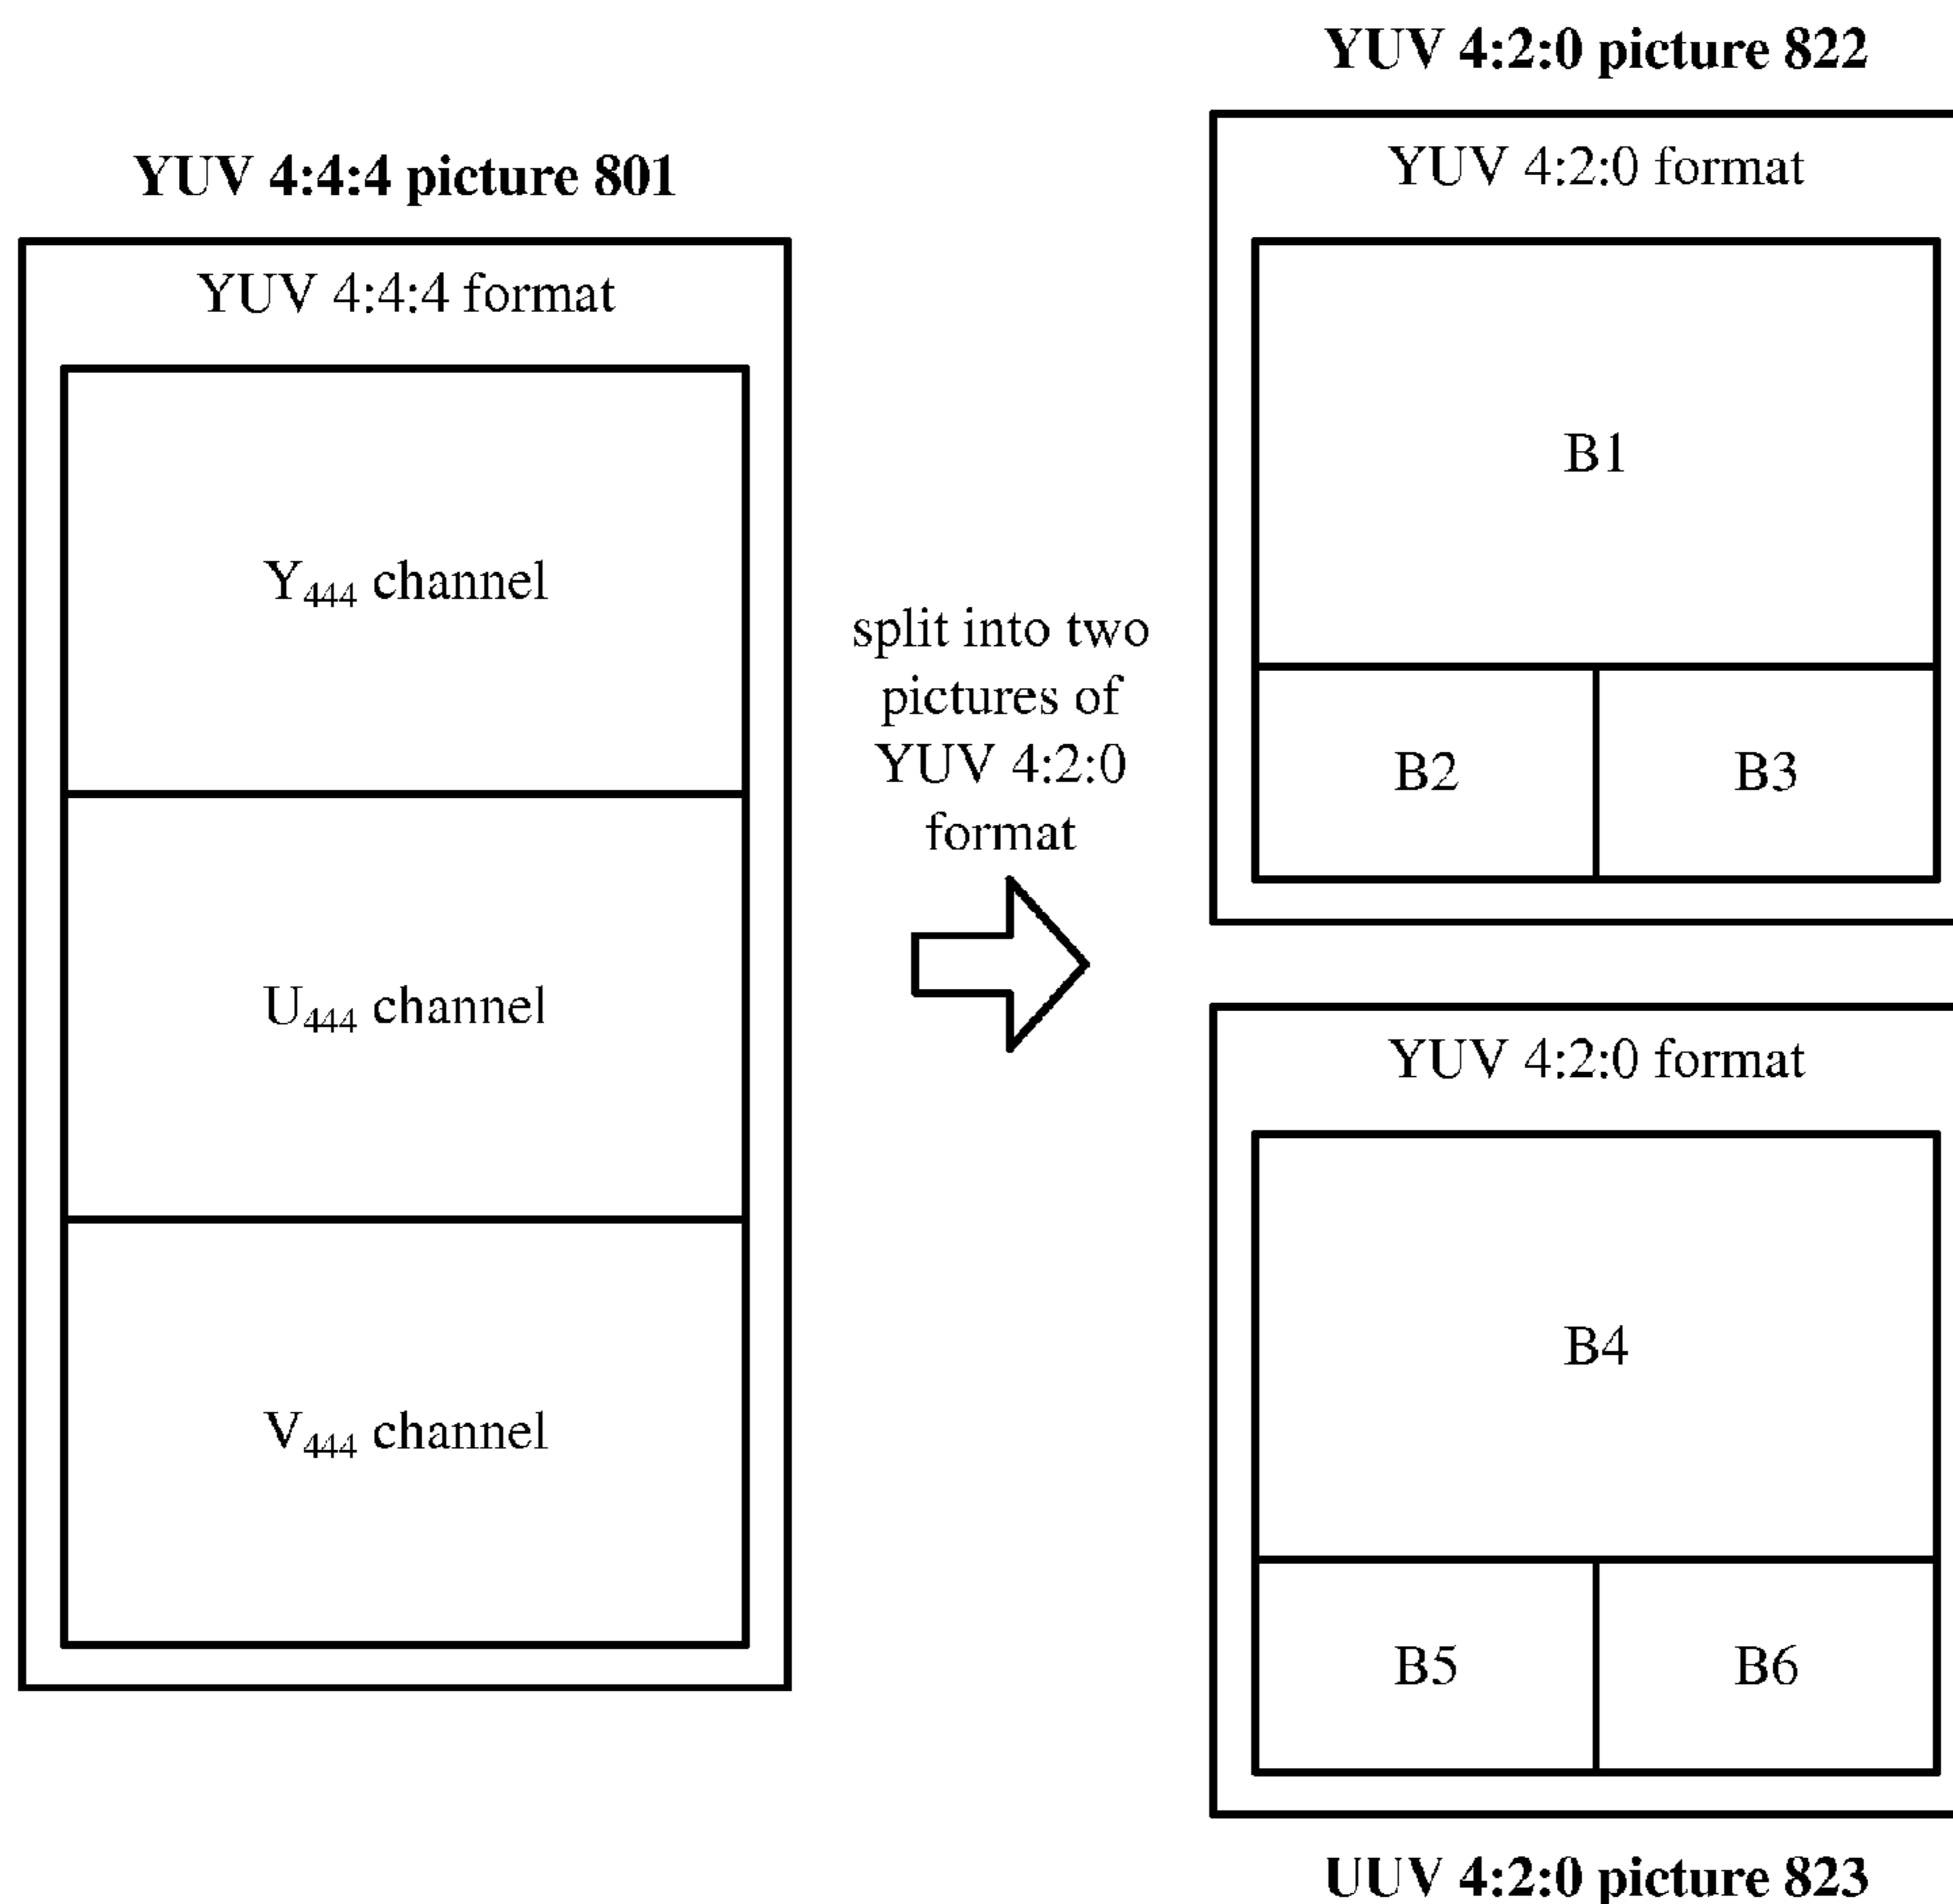 YUV 4:4:4 picture 801
YUV 4:4:4 format
Y444 channel
U444 channel
V444 channel
split into two
pictures of
YUV 4:2:0
format
YUV 4:2:0 picture 822
YUV 4:2:0 format
B1
B2 B3
YUV 4:2:0 format
B4
B5 B6
UUV 4:2:0 picture 823